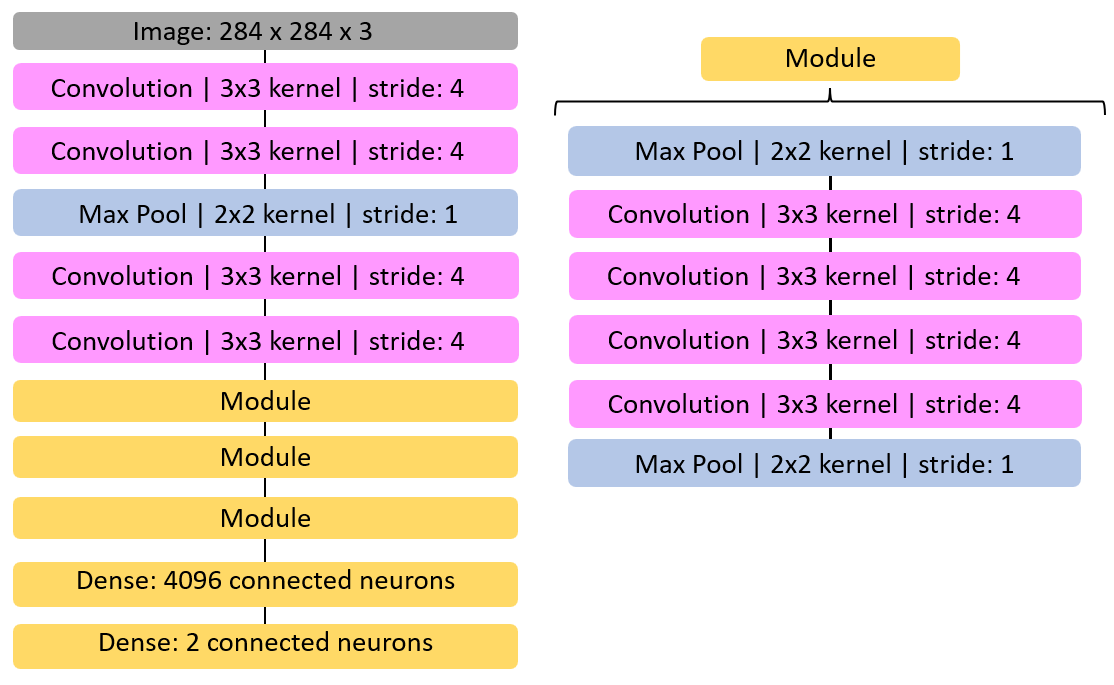 Image: 284 x 284 x 3
Convolution | 3x3 kernel | stride: 4
Convolution | 3x3 kernel | stride: 4
Max Pool | 2x2 kernel | stride: 1
Convolution | 3x3 kernel | stride: 4
Convolution | 3x3 kernel | stride: 4
Module
Module
Module
Dense: 4096 connected neurons
Dense: 2 connected neurons
Module
Max Pool | 2x2 kernel | stride: 1
Convolution | 3x3 kernel | stride: 4
Convolution | 3x3 kernel | stride: 4
Convolution | 3x3 kernel | stride: 4
Convolution | 3x3 kernel | stride: 4
Max Pool | 2x2 kernel | stride: 1